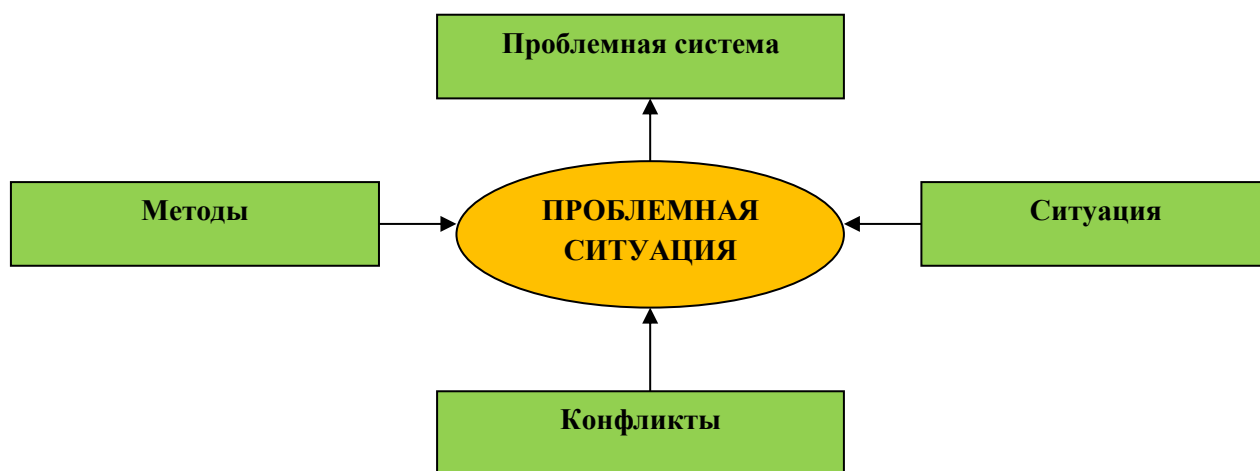 Проблемная система
Методы
ПРОБЛЕМНАЯ
СИТУАЦИЯ
Ситуация
Конфликты